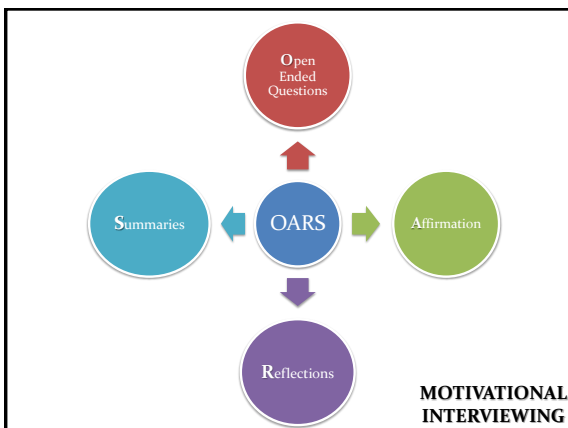 Open
Ended
Questions
Summaries
OARS
Affirmation
Reflections
MOTIVATIONAL
INTERVIEWING